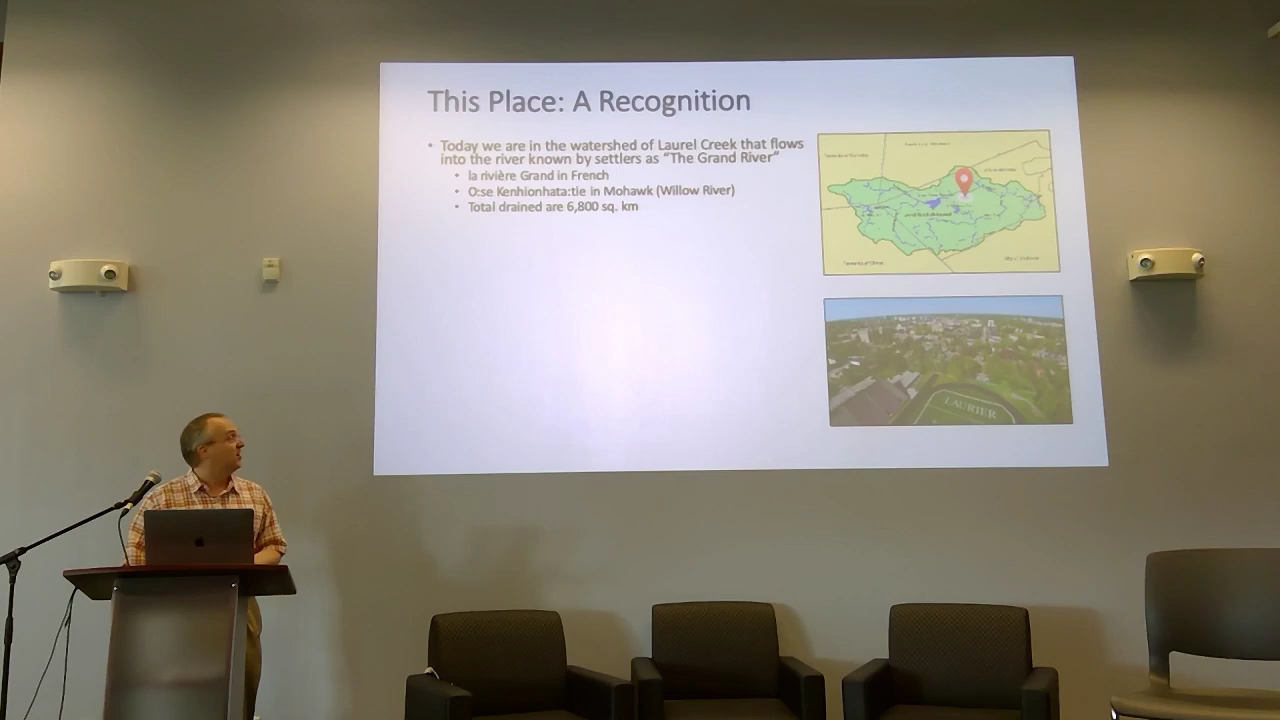 This Place: A Recognition
• Today we are in the watershed of Laurel Creek that flows
into the river known by settlers as “The Grand River”
• la rivière Grand in French
• O:se Kenhionhata:tie in Mohawk (Willow River)
• Total drained are 6,800 sq. km
LAURIER